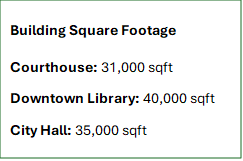 Building Square Footage
Courthouse: 31,000 sqft
Downtown Library: 40,000 sqft
City Hall: 35,000 sqft